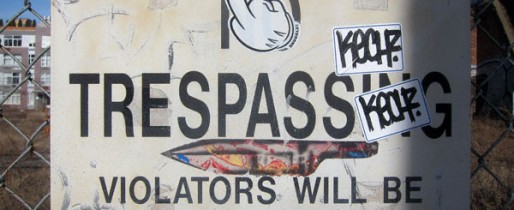 KECH?.
TRESPASSING
KECH?.
VIOLATORS WILL BE